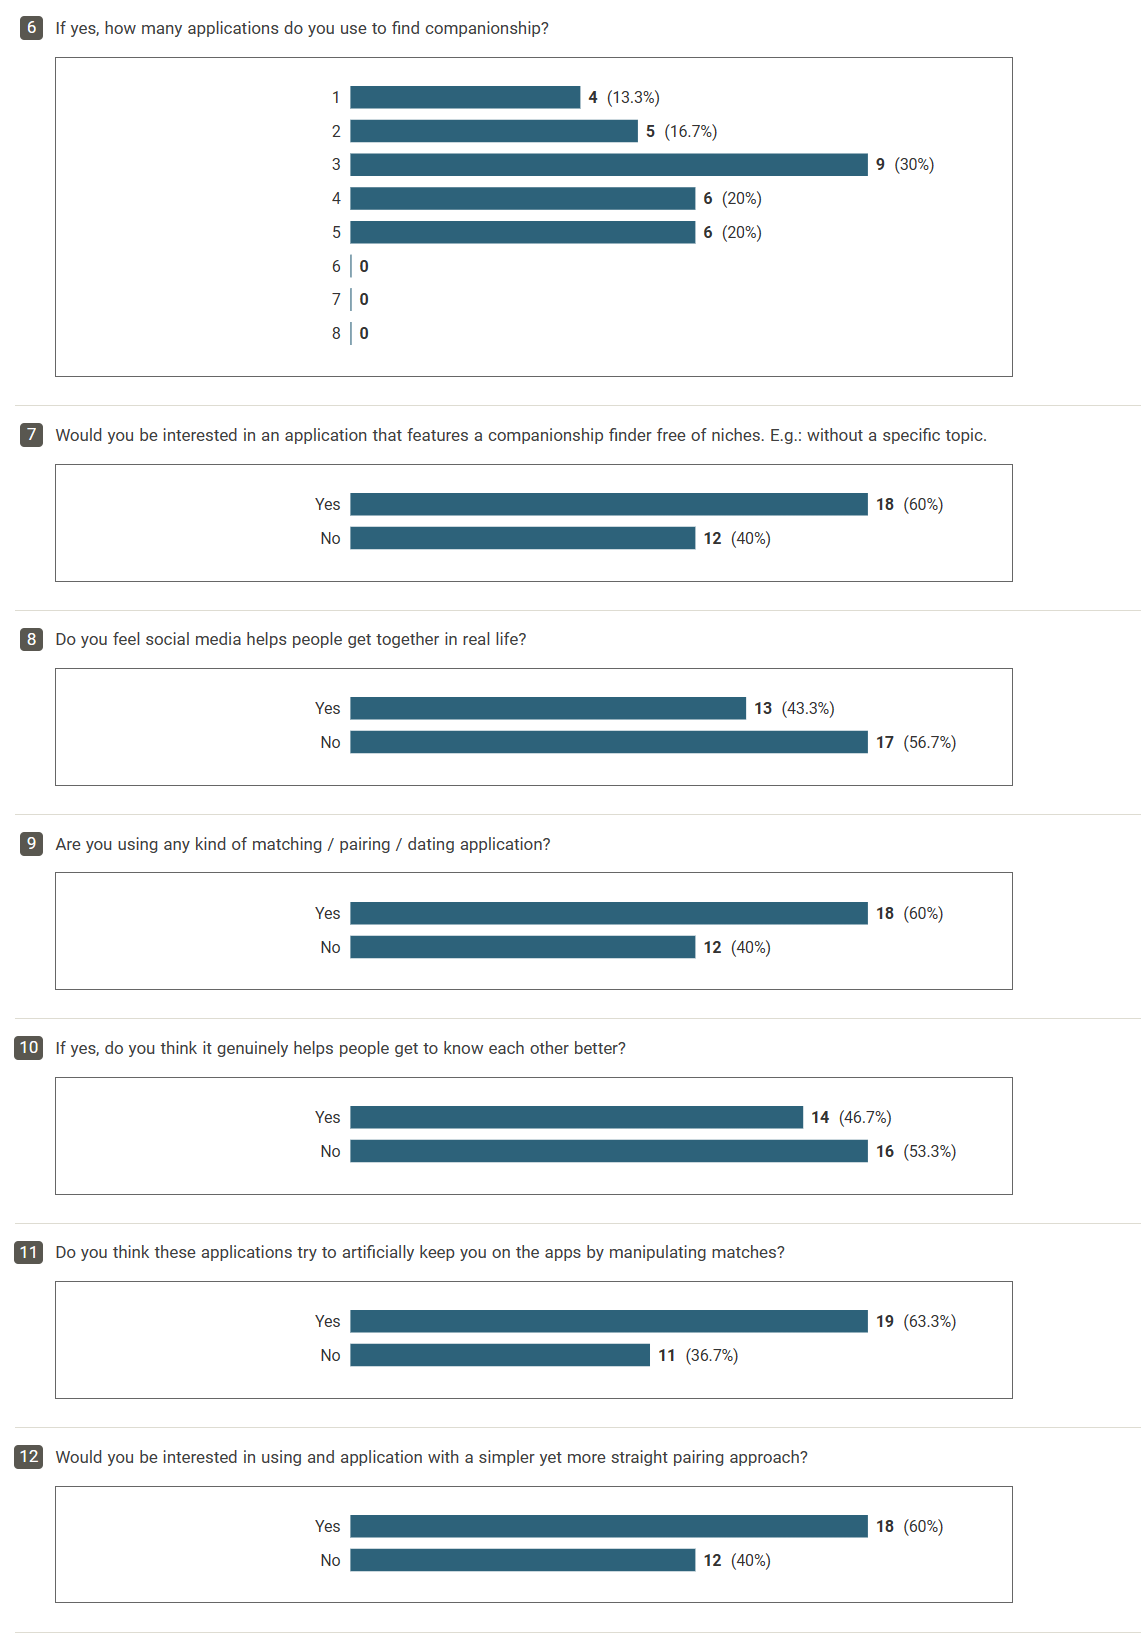 6 If yes, how many applications do you use to find companionship?
1 4 (13.3%)
2 5 (16.7%)
3 9 (30%)
4 6 (20%)
5 6 (20%)
6 0
7 0
8 0
7 Would you be interested in an application that features a companionship finder free of niches. E.g.: without a specific topic.
Yes 18 (60%)
No 12 (40%)
8 Do you feel social media helps people get together in real life?
Yes 13 (43.3%)
No 17 (56.7%)
9 Are you using any kind of matching / pairing / dating application?
Yes 18 (60%)
No 12 (40%)
10 If yes, do you think it genuinely helps people get to know each other better?
Yes 14 (46.7%)
No 16 (53.3%)
11 Do you think these applications try to artificially keep you on the apps by manipulating matches?
Yes 19 (63.3%)
No 11 (36.7%)
12 Would you be interested in using and application with a simpler yet more straight pairing approach?
Yes 18 (60%)
No 12 (40%)